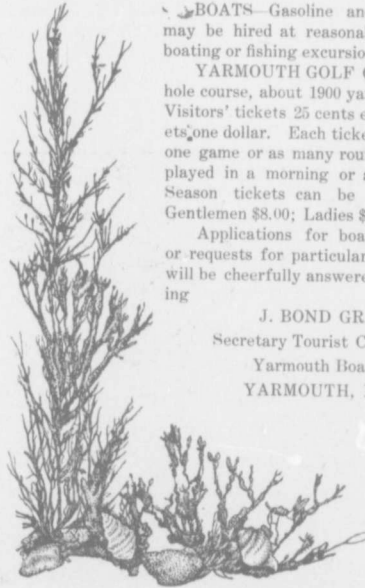 BOATS—Gasoline an
may be hired at reasona
boating or fishing excursio
YARMOUTH GOLF
hole course, about 1900 ya
Visitors' tickets 25 cents e
ets one dollar. Each ticke
one game or as many rou
played in a morning or
Season tickets can be
Gentlemen $8.00; Ladies $
Applications for boa
or requests for particular
will be cheerfully answere
ing
J. BOND GR
Secretary Tourist C
Yarmouth Boa
YARMOUTH,